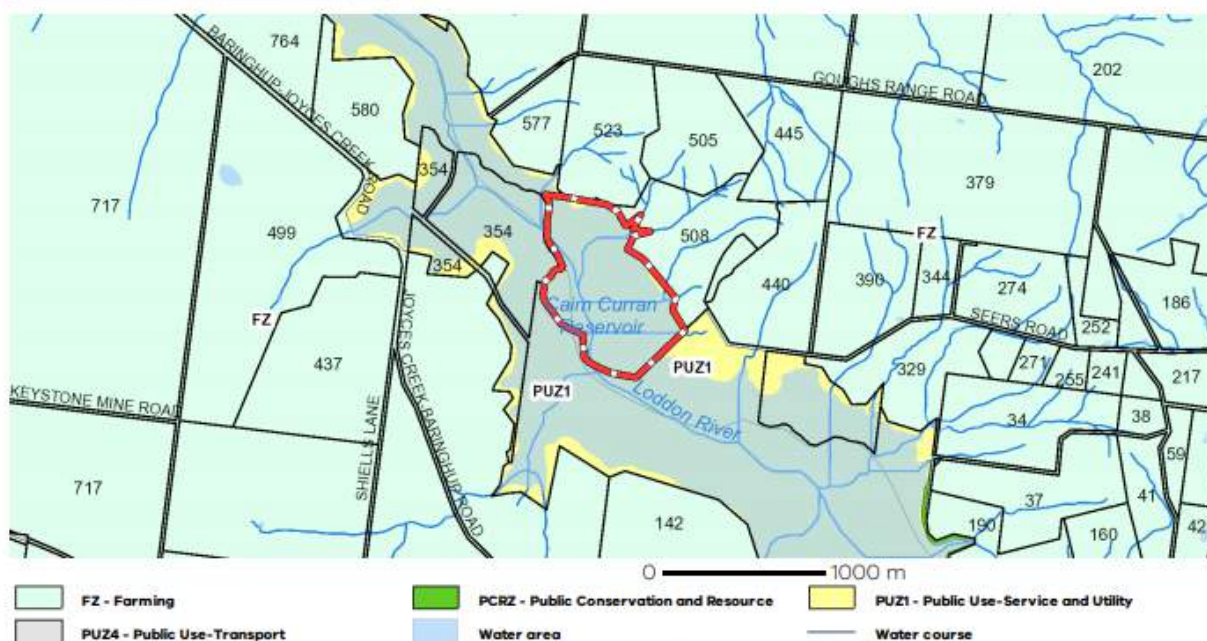 764
BARINGHUP-JOYCES CREEK ROAD
202
GOUGHS RANGE ROAD
580
577
523
505
445
354
379
717
499
354
508
FZ
354
390
344
440
274
186
Cairn Curran
Reservoir
FZ
SEERS ROAD
252
437
PUZ1
329
271
255
241
217
KEYSTONE MINE ROAD
PUZ1
Loddon River
34
38
SHIELLS LANE
JOYCES CREEK-BARINGHUP ROAD
59
717
37
41
142
190
160
42
0 1000 m
FZ - Farming
PCRZ - Public Conservation and Resource
PUZ1 - Public Use-Service and Utility
PUZ4 - Public Use-Transport
Water area
Water course